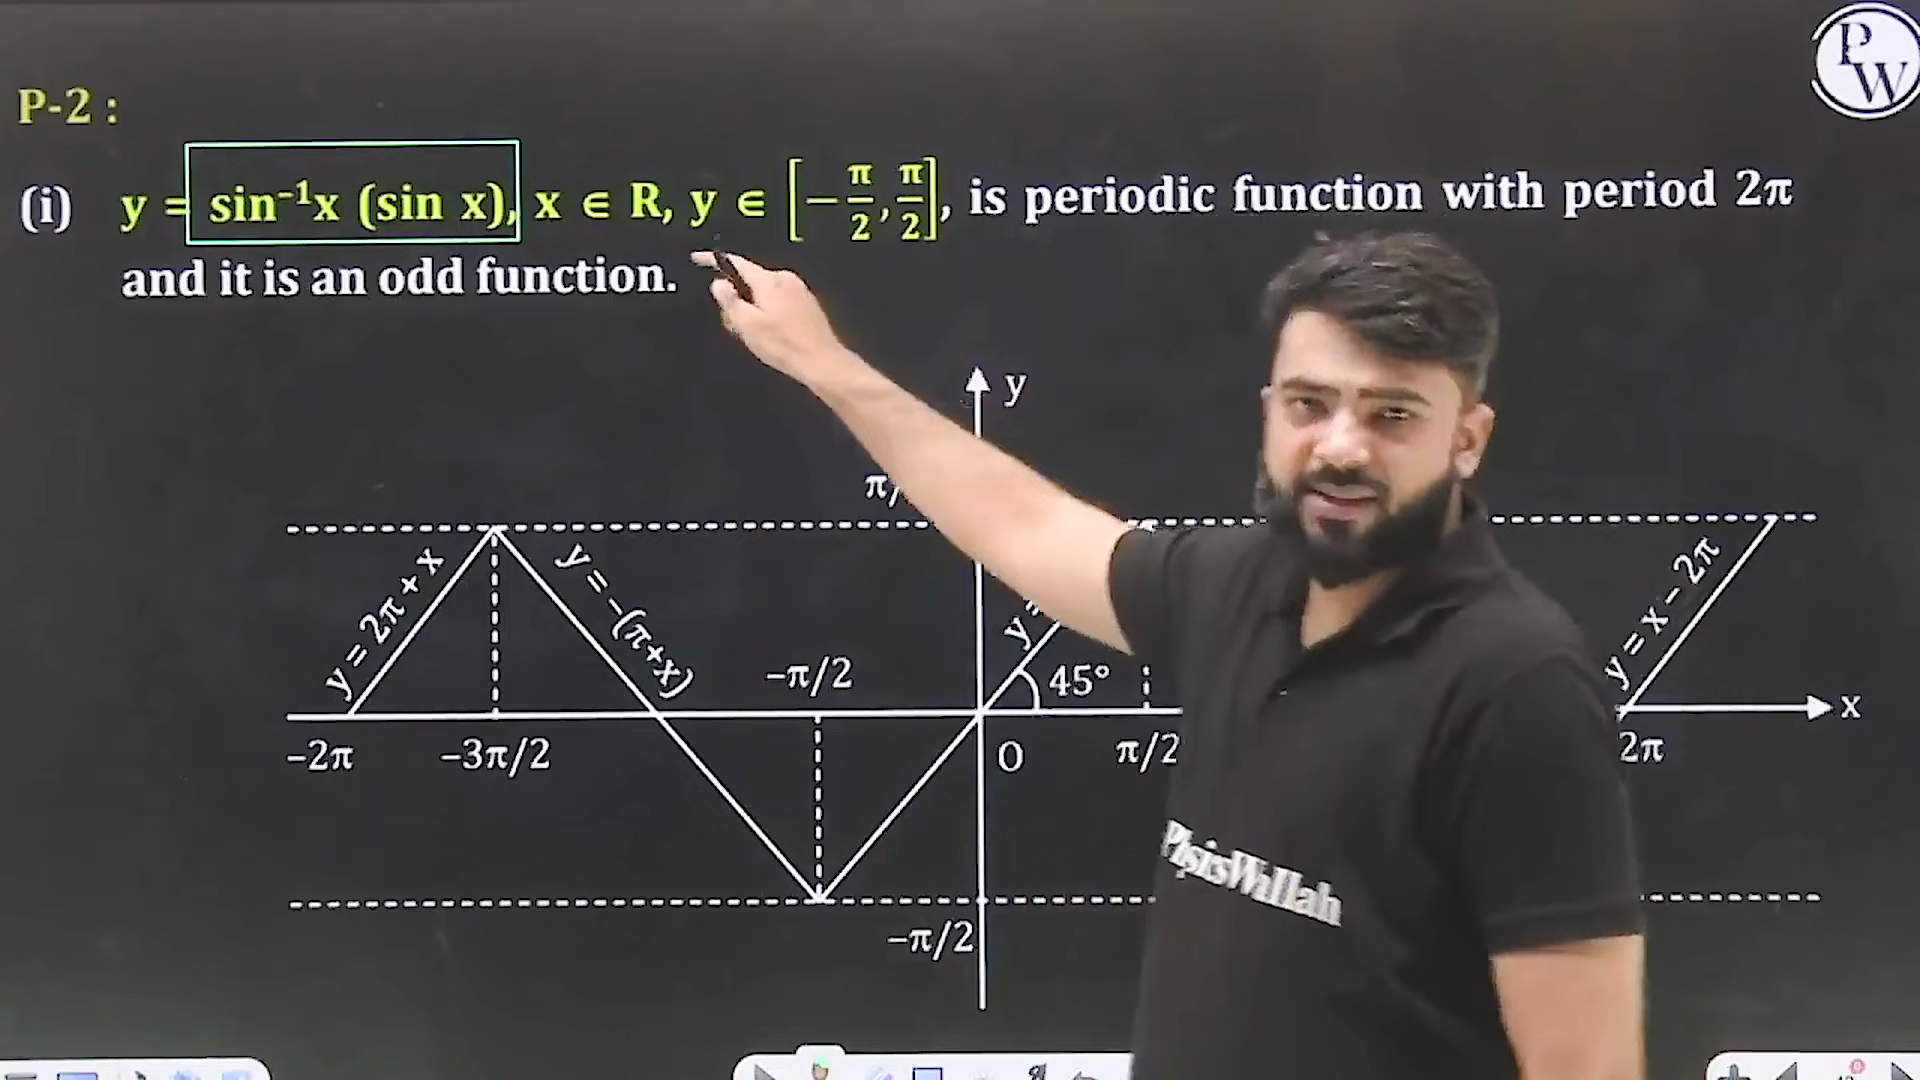 PW
P-2 :
(i) y = sin⁻¹x (sin x), x ∈ R, y ∈ [−π/2, π/2], is periodic function with period 2π
and it is an odd function.
y
π/
y = 2π + x
y = −(π+x)
y =
y = x − 2π
−π/2
45°
x
−2π
−3π/2
O
π/2
2π
−π/2
PhsisWallah